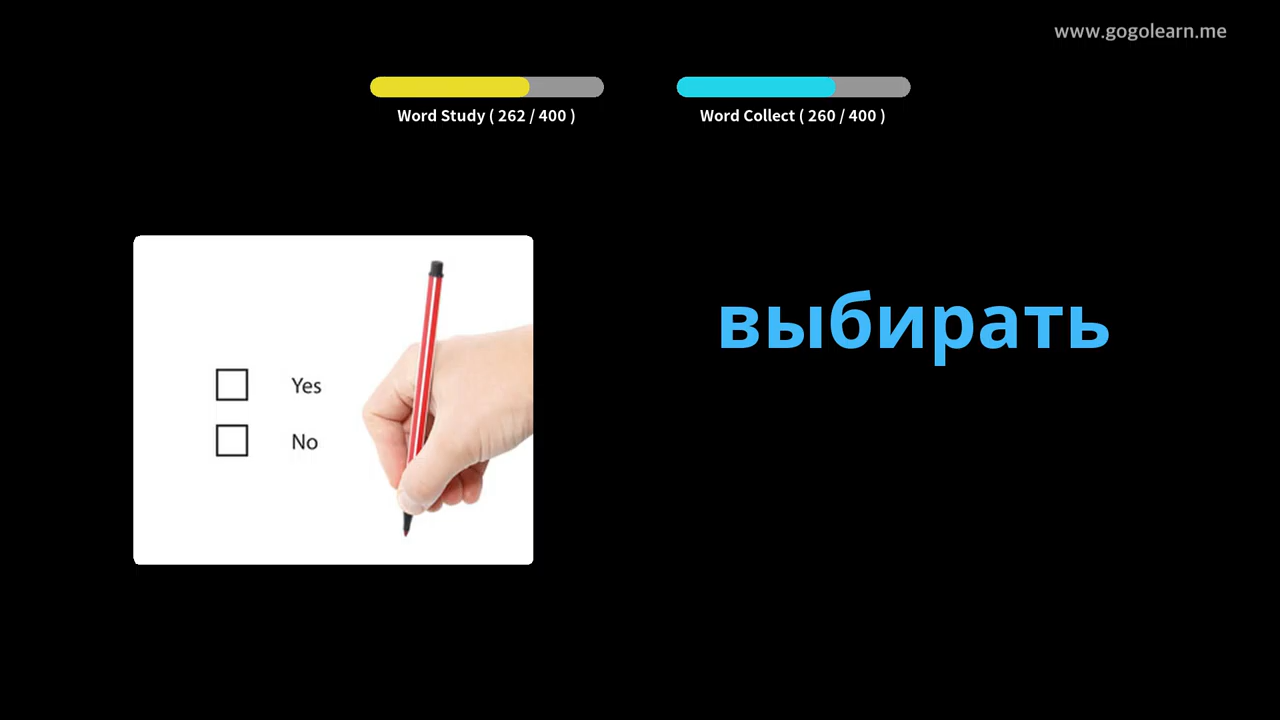 www.gogolearn.me
Word Study ( 262 / 400 )
Word Collect ( 260 / 400 )
выбирать
Yes
No